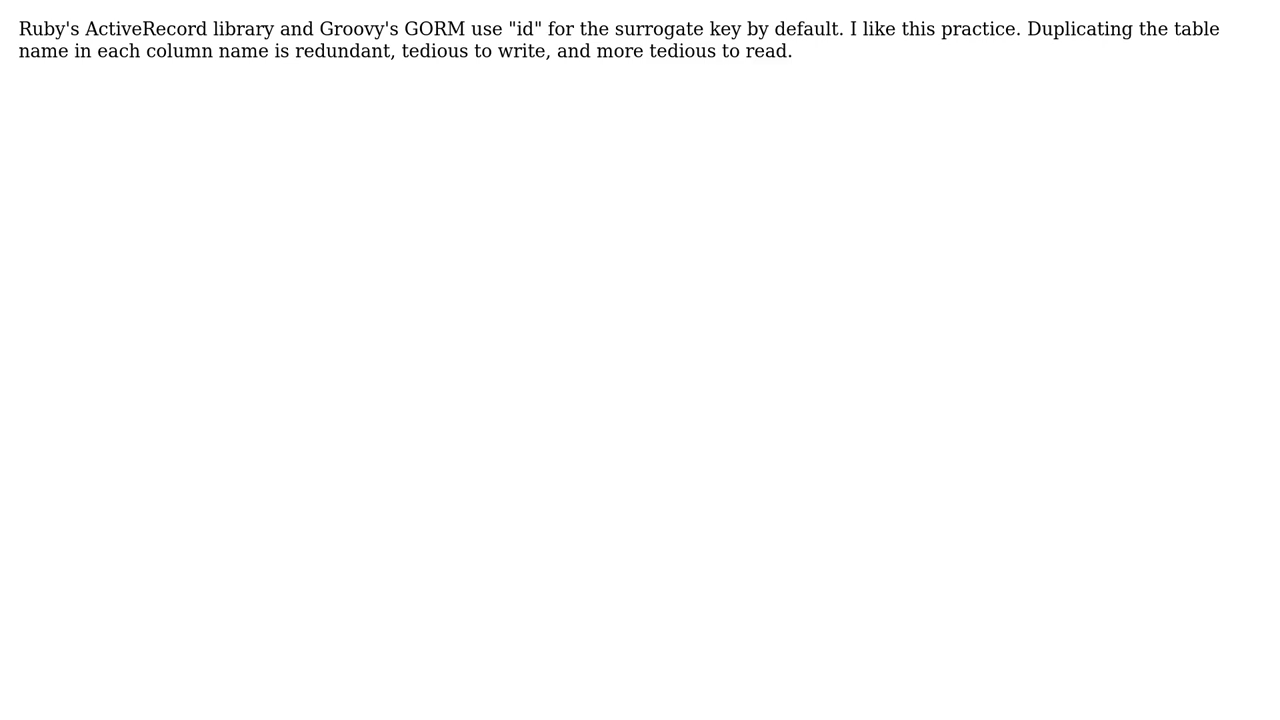 Ruby's ActiveRecord library and Groovy's GORM use "id" for the surrogate key by default. I like this practice. Duplicating the table
name in each column name is redundant, tedious to write, and more tedious to read.